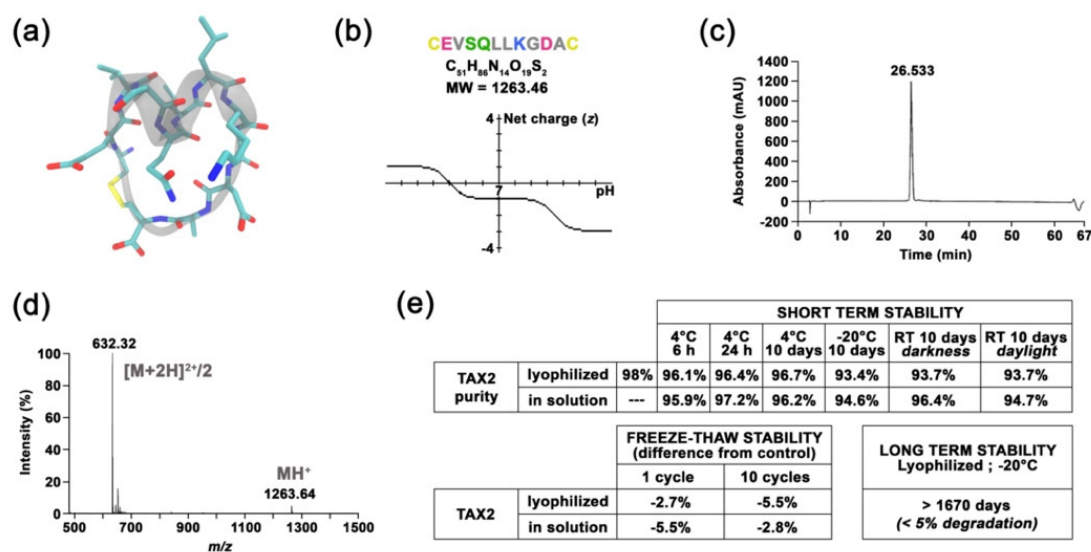 (a)
(b)
CEVSQLLKGDAC
C₅₁H₈₆N₁₄O₁₉S₂
MW = 1263.46
4
Net charge (z)
7
pH
-4
(c)
1400
1200
1000
800
600
400
200
0
-200
Absorbance (mAU)
26.533
0 10 20 30 40 50 60 67
Time (min)
(d)
100
80
60
40
20
0
Intensity (%)
632.32
[M+2H]²⁺/2
MH⁺
1263.64
500 700 900 1100 1300 1500
m/z
(e)
SHORT TERM STABILITY
4°C 4°C 4°C -20°C RT 10 days RT 10 days
6 h 24 h 10 days 10 days darkness daylight
TAX2 purity
lyophilized 98% 96.1% 96.4% 96.7% 93.4% 93.7% 93.7%
in solution --- 95.9% 97.2% 96.2% 94.6% 96.4% 94.7%
FREEZE-THAW STABILITY
(difference from control)
1 cycle 10 cycles
TAX2
lyophilized -2.7% -5.5%
in solution -5.5% -2.8%
LONG TERM STABILITY
Lyophilized ; -20°C
> 1670 days
(< 5% degradation)